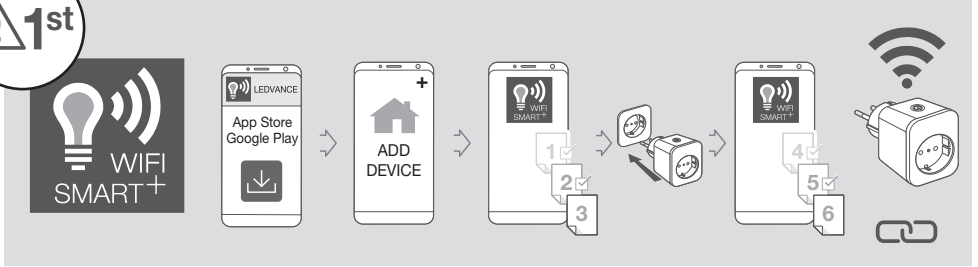 1st
WIFI
SMART+
LEDVANCE
App Store
Google Play
+
ADD
DEVICE
WIFI
SMART+
1
2
3
WIFI
SMART+
4
5
6